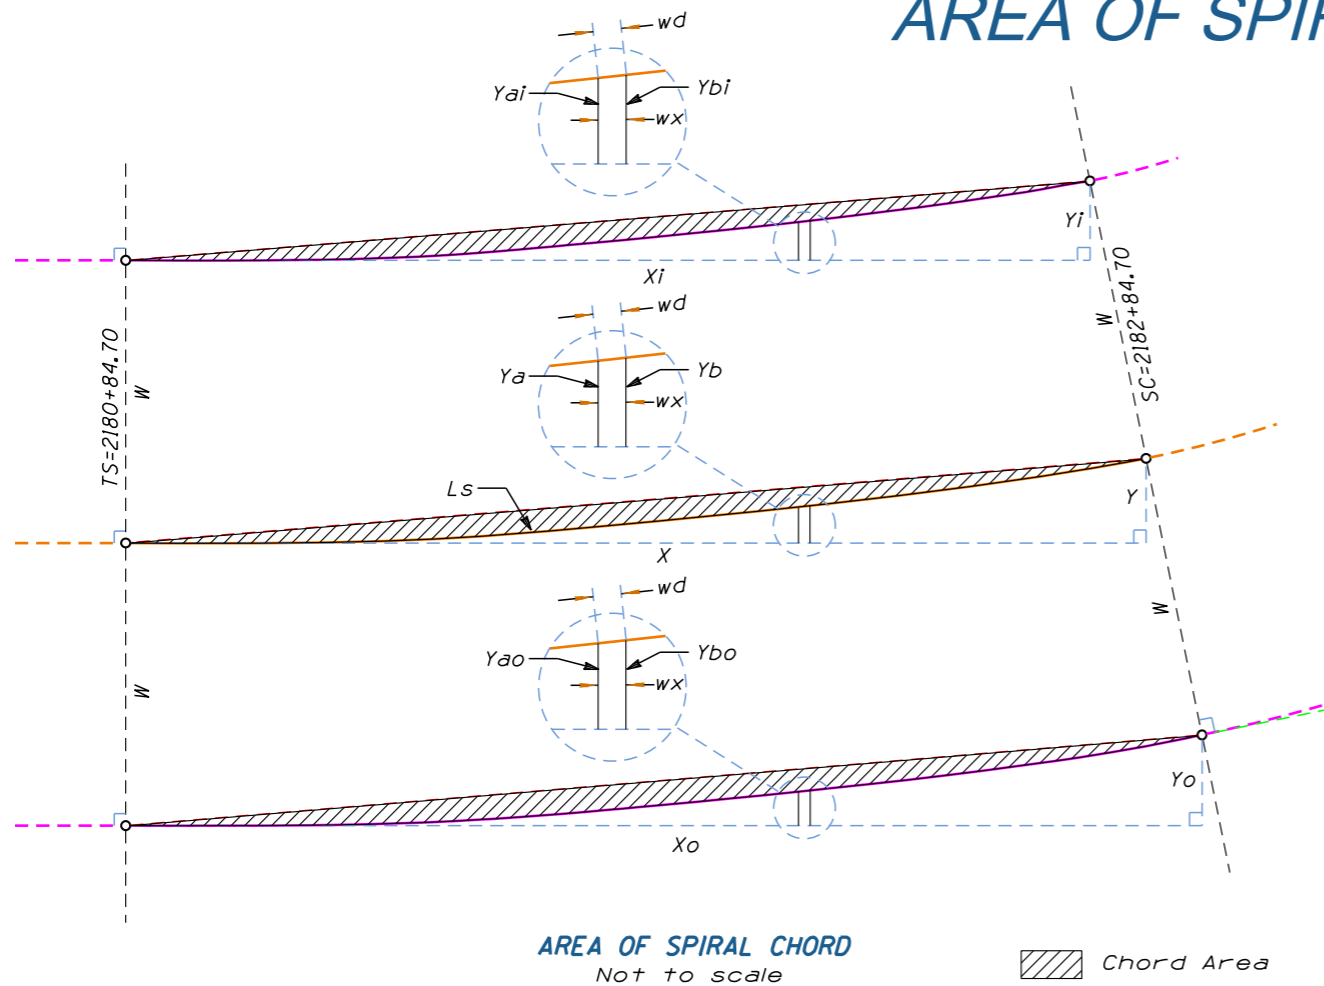 AREA OF SPIR
wd
Yai
Ybi
wx
Yi
Xi
TS=2180+84.70
W
W
SC=2182+84.70
wd
Ya
Yb
wx
Ls
Y
X
W
W
wd
Yao
Ybo
wx
Yo
Xo
AREA OF SPIRAL CHORD
Not to scale
Chord Area